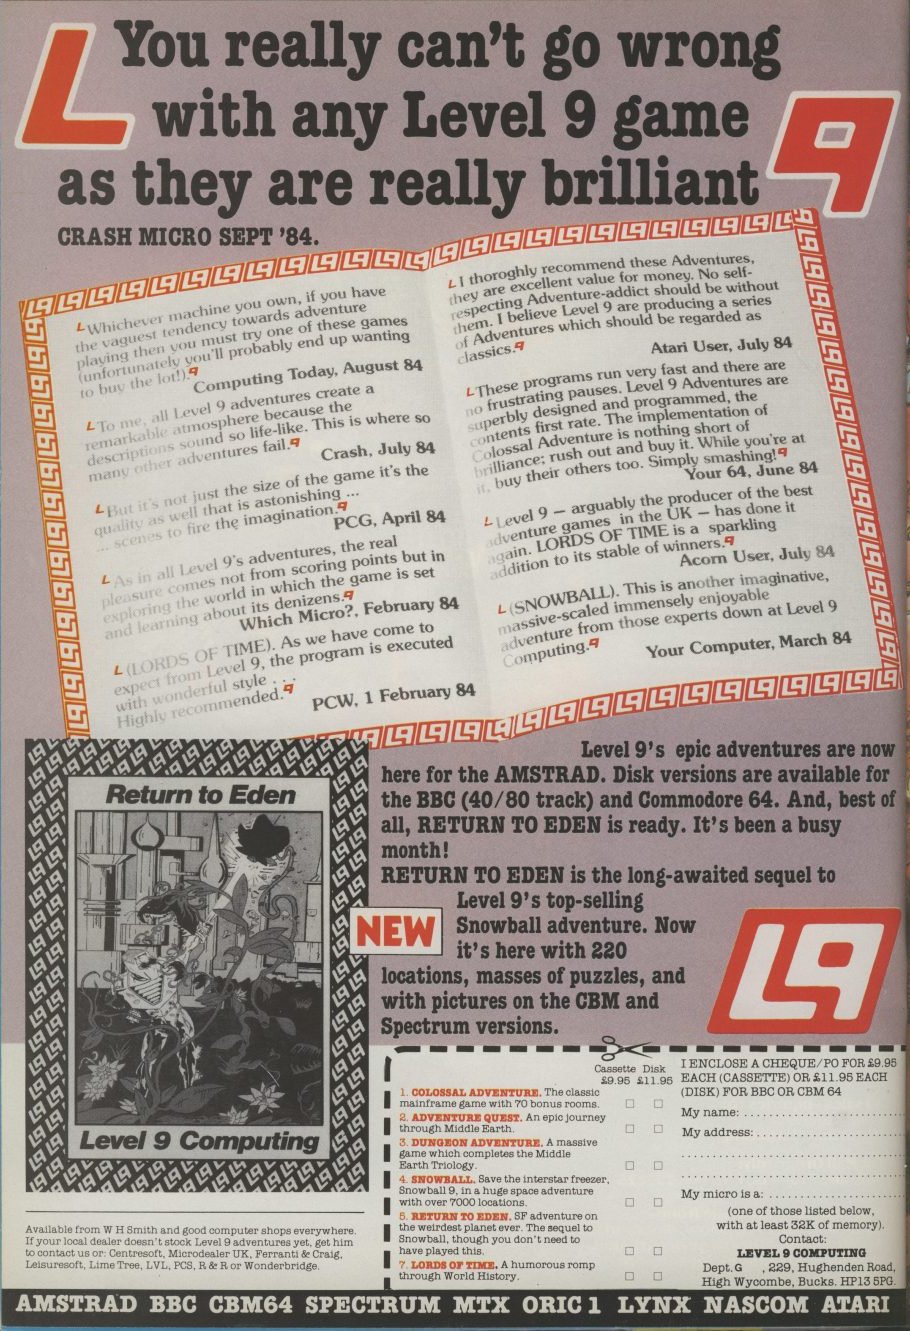 You really can't go wrong
with any Level 9 game
as they are really brilliant
L 9
CRASH MICRO SEPT '84.
LWhichever machine you own, if you have
the vaguest tendency towards adventure
playing then you must try one of these games
(unfortunately you'll probably end up wanting
to buy the lot!).9
Computing Today, August 84
LTo me, all Level 9 adventures create a
remarkable atmosphere because the
descriptions sound so life-like. This is where so
many other adventures fail.9
Crash, July 84
LBut it's not just the size of the game it's the
quality as well that is astonishing ...
... scenes to fire the imagination.9
PCG, April 84
LAs in all Level 9's adventures, the real
pleasure comes not from scoring points but in
exploring the world in which the game is set
and learning about its denizens.9
Which Micro?, February 84
L(LORDS OF TIME). As we have come to
expect from Level 9, the program is executed
with wonderful style . . .
Highly recommended.9
PCW, 1 February 84
LI thoroghly recommend these Adventures,
they are excellent value for money. No self-
respecting Adventure-addict should be without
them. I believe Level 9 are producing a series
of Adventures which should be regarded as
classics.9
Atari User, July 84
LThese programs run very fast and there are
no frustrating pauses. Level 9 Adventures are
superbly designed and programmed, the
contents first rate. The implementation of
Colossal Adventure is nothing short of
brilliance; rush out and buy it. While you're at
it, buy their others too. Simply smashing!9
Your 64, June 84
LLevel 9 — arguably the producer of the best
adventure games in the UK — has done it
again. LORDS OF TIME is a sparkling
addition to its stable of winners.9
Acorn User, July 84
L(SNOWBALL). This is another imaginative,
massive-scaled immensely enjoyable
adventure from those experts down at Level 9
Computing.9
Your Computer, March 84
Return to Eden
Level 9 Computing
Level 9's epic adventures are now
here for the AMSTRAD. Disk versions are available for
the BBC (40/80 track) and Commodore 64. And, best of
all, RETURN TO EDEN is ready. It's been a busy
month!
RETURN TO EDEN is the long-awaited sequel to
Level 9's top-selling
Snowball adventure. Now
it's here with 220
locations, masses of puzzles, and
with pictures on the CBM and
Spectrum versions.
NEW
L9
Available from W H Smith and good computer shops everywhere.
If your local dealer doesn't stock Level 9 adventures yet, get him
to contact us or: Centresoft, Microdealer UK, Ferranti & Craig,
Leisuresoft, Lime Tree, LVL, PCS, R & R or Wonderbridge.
Cassette Disk
£9.95 £11.95
1. COLOSSAL ADVENTURE. The classic
mainframe game with 70 bonus rooms.
2. ADVENTURE QUEST. An epic journey
through Middle Earth.
3. DUNGEON ADVENTURE. A massive
game which completes the Middle
Earth Triology.
4. SNOWBALL. Save the interstar freezer,
Snowball 9, in a huge space adventure
with over 7000 locations.
5. RETURN TO EDEN. SF adventure on
the weirdest planet ever. The sequel to
Snowball, though you don't need to
have played this.
7. LORDS OF TIME. A humorous romp
through World History.
I ENCLOSE A CHEQUE/PO FOR £9.95
EACH (CASSETTE) OR £11.95 EACH
(DISK) FOR BBC OR CBM 64
My name:
My address:
My micro is a:
(one of those listed below,
with at least 32K of memory).
Contact:
LEVEL 9 COMPUTING
Dept. G , 229, Hughenden Road,
High Wycombe, Bucks. HP13 5PG.
AMSTRAD BBC CBM64 SPECTRUM MTX ORIC 1 LYNX NASCOM ATARI